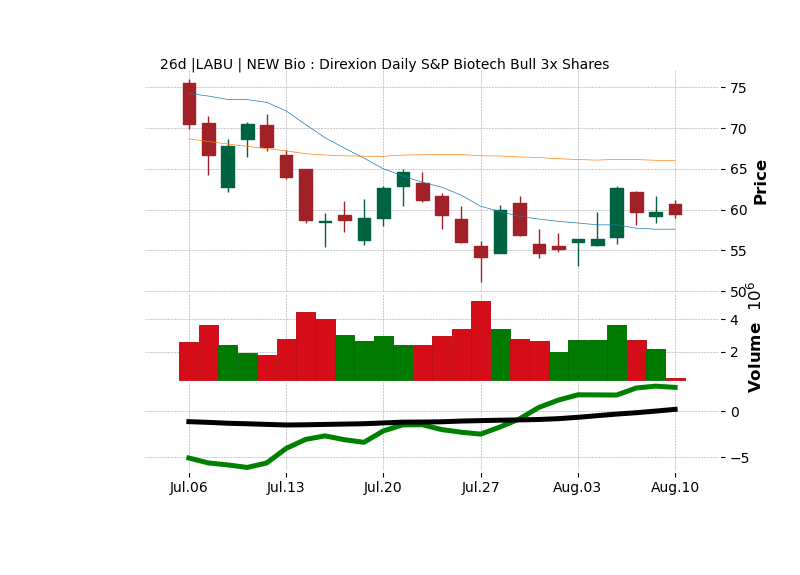 26d |LABU | NEW Bio : Direxion Daily S&P Biotech Bull 3x Shares
75
70
65
60
55
50
Price
4
2
Volume 10^6
0
−5
Jul.06 Jul.13 Jul.20 Jul.27 Aug.03 Aug.10